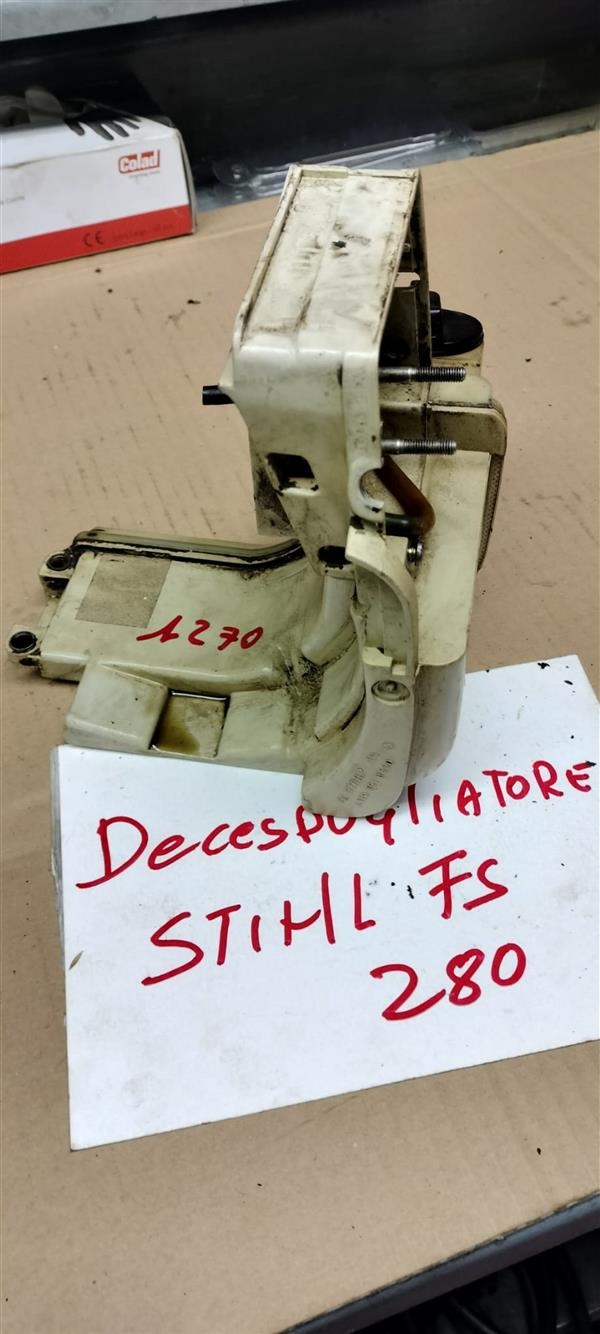 Colad
CE
1270
DECESPUGLIATORE
STIHL FS
280